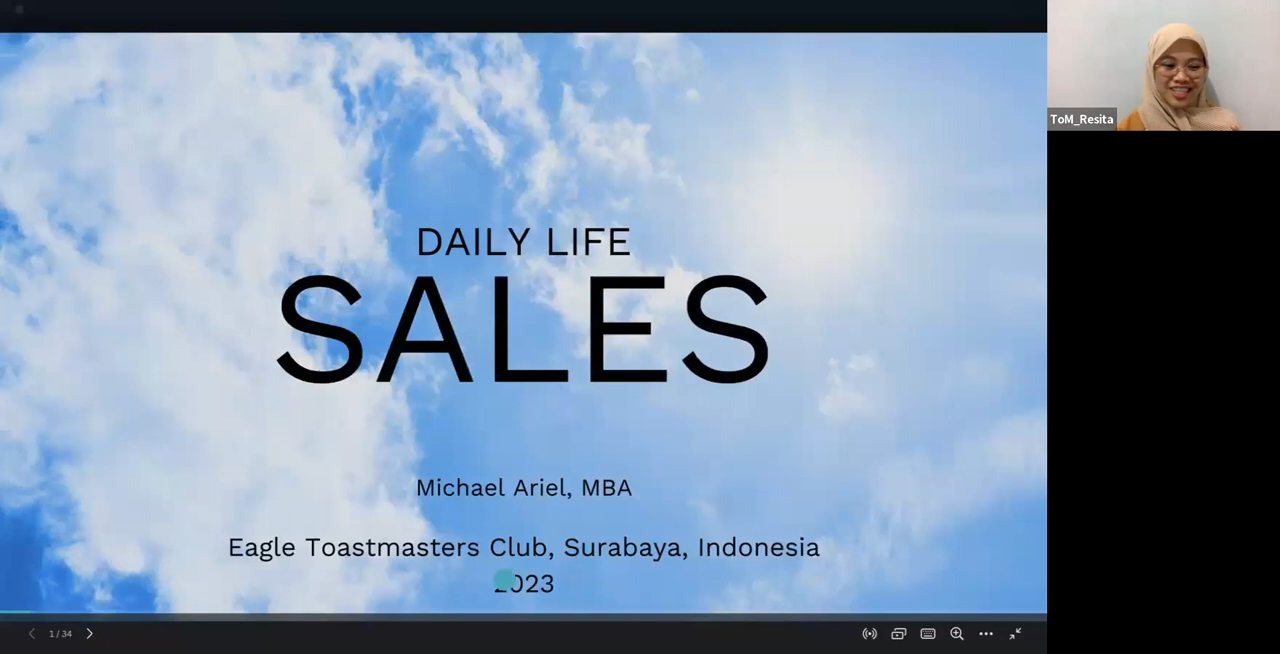 DAILY LIFE
SALES
Michael Ariel, MBA
Eagle Toastmasters Club, Surabaya, Indonesia
2023
1 / 34
ToM_Resita